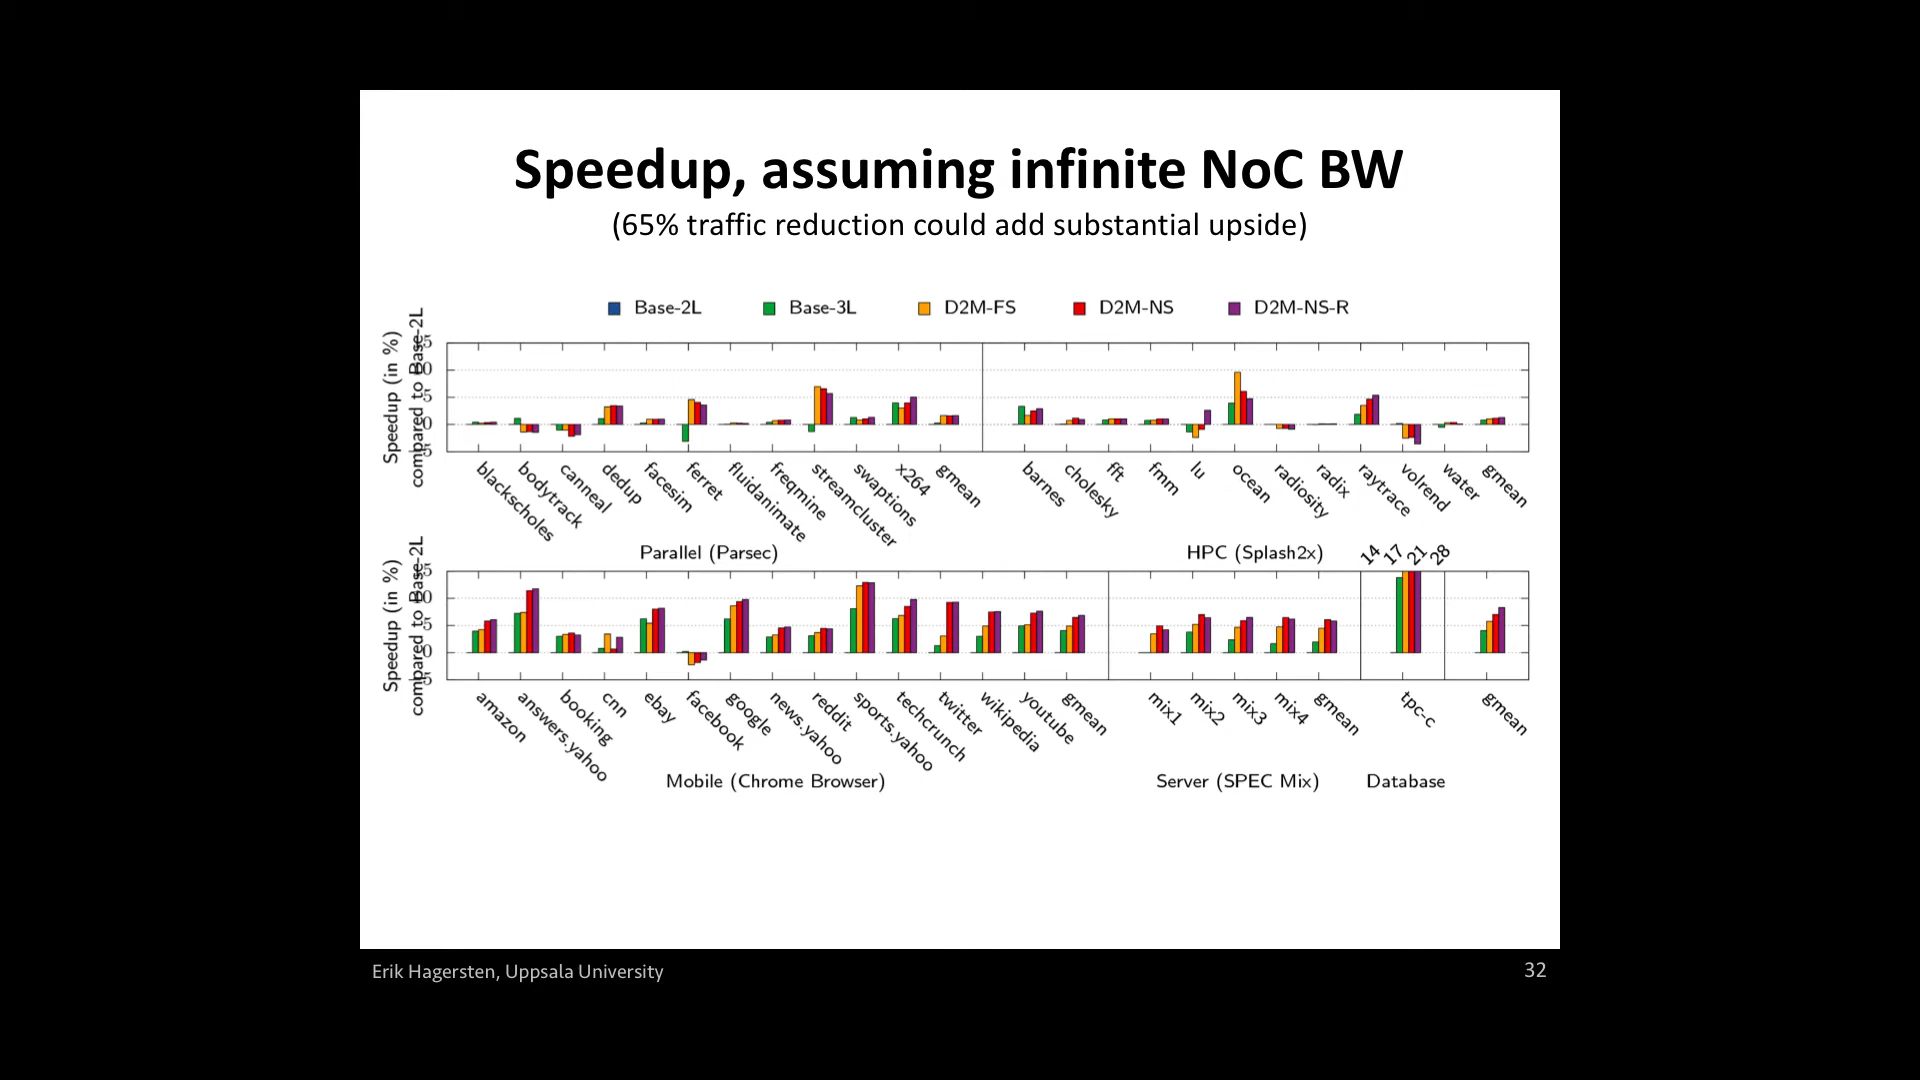 Speedup, assuming infinite NoC BW
(65% traffic reduction could add substantial upside)
Base-2L Base-3L D2M-FS D2M-NS D2M-NS-R
Speedup (in %)
compared to Base-2L
blackscholes bodytrack canneal dedup facesim ferret fluidanimate freqmine streamcluster swaptions x264 gmean barnes cholesky fft fmm lu ocean radiosity radix raytrace volrend water gmean
Parallel (Parsec) HPC (Splash2x)
14 17 21 28
Speedup (in %)
compared to Base-2L
amazon answers.yahoo booking cnn ebay facebook google news.yahoo reddit sports.yahoo techcrunch twitter wikipedia youtube gmean mix1 mix2 mix3 mix4 gmean tpc-c gmean
Mobile (Chrome Browser) Server (SPEC Mix) Database
Erik Hagersten, Uppsala University 32